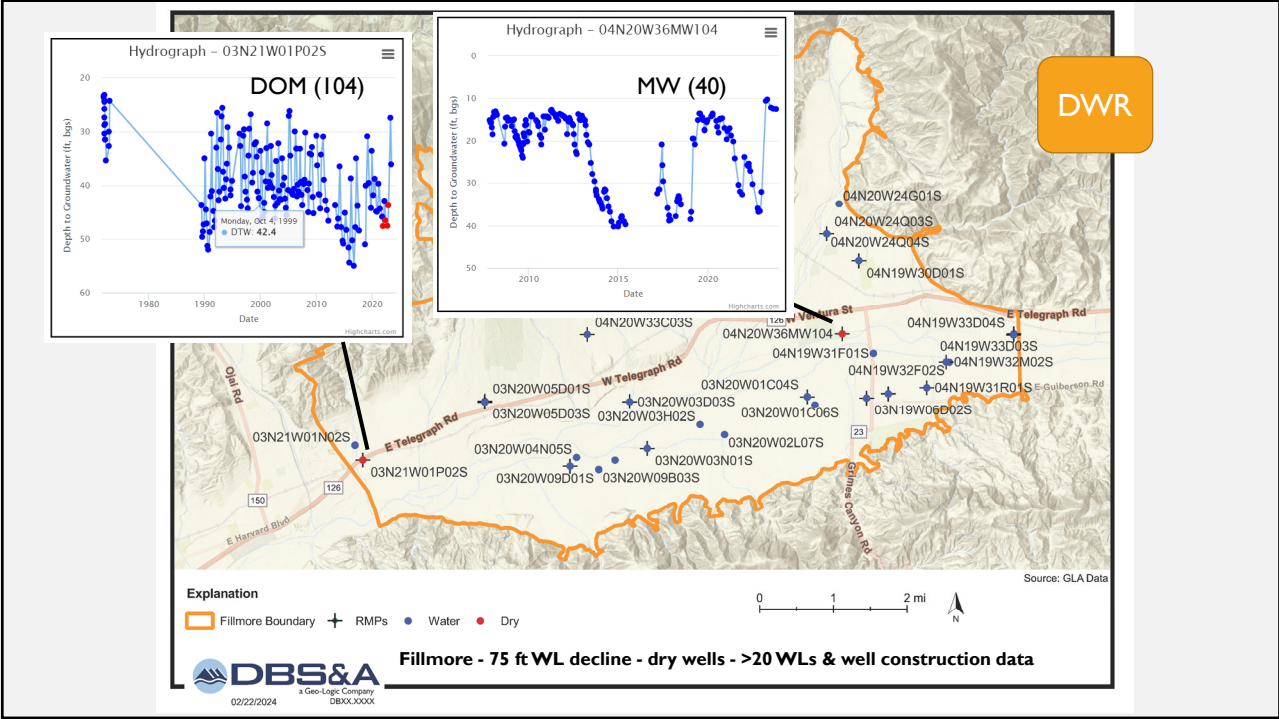 Hydrograph – 03N21W01P02S
DOM (104)
Depth to Groundwater (ft, bgs)
20
30
40
50
60
Monday, Oct 4, 1999
DTW: 42.4
1980
1990
2000
2010
2020
Date
Highcharts.com
Hydrograph – 04N20W36MW104
MW (40)
Depth to Groundwater (ft, bgs)
0
10
20
30
40
50
2010
2015
2020
Date
Highcharts.com
DWR
04N20W24G01S
04N20W24Q03S
04N20W24Q04S
04N19W30D01S
W Ventura St
126
E Telegraph Rd
04N20W33C03S
04N20W36MW104
04N19W33D04S
04N19W31F01S
04N19W33D03S
04N19W32M02S
04N19W32F02S
W Telegraph Rd
Ojai Rd
03N20W05D01S
03N20W03D03S
03N20W01C04S
04N19W31R01S
E-Guiberson Rd
03N20W05D03S
03N20W03H02S
03N20W01C06S
03N19W06D02S
E Telegraph Rd
03N21W01N02S
23
03N20W02L07S
03N20W04N05S
03N20W03N01S
03N21W01P02S
03N20W09D01S
03N20W09B03S
126
150
Grimes Canyon Rd
E Harvard Blvd
Source: GLA Data
Explanation
Fillmore Boundary
RMPs
Water
Dry
0
1
2 mi
N
Fillmore - 75 ft WL decline - dry wells - >20 WLs & well construction data
DBS&A
a Geo-Logic Company
02/22/2024
DBXX.XXXX